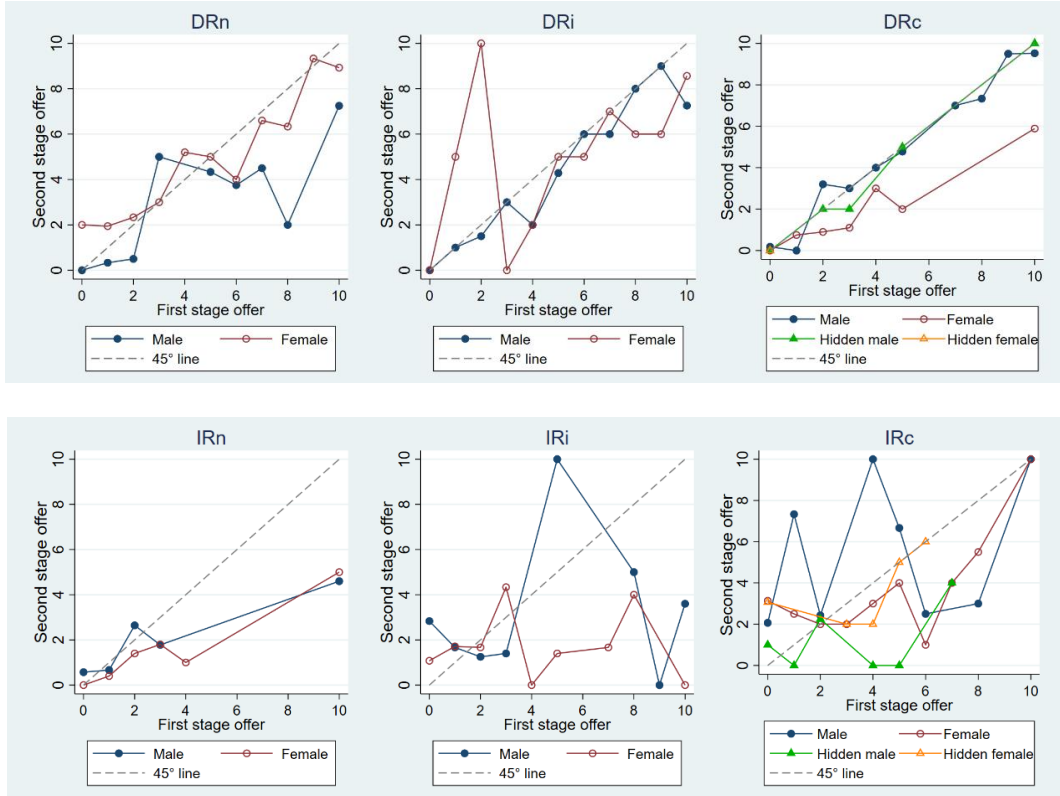 DRn DRi DRc
Second stage offer
0 2 4 6 8 10
0 2 4 6 8 10
First stage offer
Male Female
45° line
Second stage offer
0 2 4 6 8 10
0 2 4 6 8 10
First stage offer
Male Female
45° line
Second stage offer
0 2 4 6 8 10
0 2 4 6 8 10
First stage offer
Male Female
Hidden male Hidden female
45° line
IRn IRi IRc
Second stage offer
0 2 4 6 8 10
0 2 4 6 8 10
First stage offer
Male Female
45° line
Second stage offer
0 2 4 6 8 10
0 2 4 6 8 10
First stage offer
Male Female
45° line
Second stage offer
0 2 4 6 8 10
0 2 4 6 8 10
First stage offer
Male Female
Hidden male Hidden female
45° line